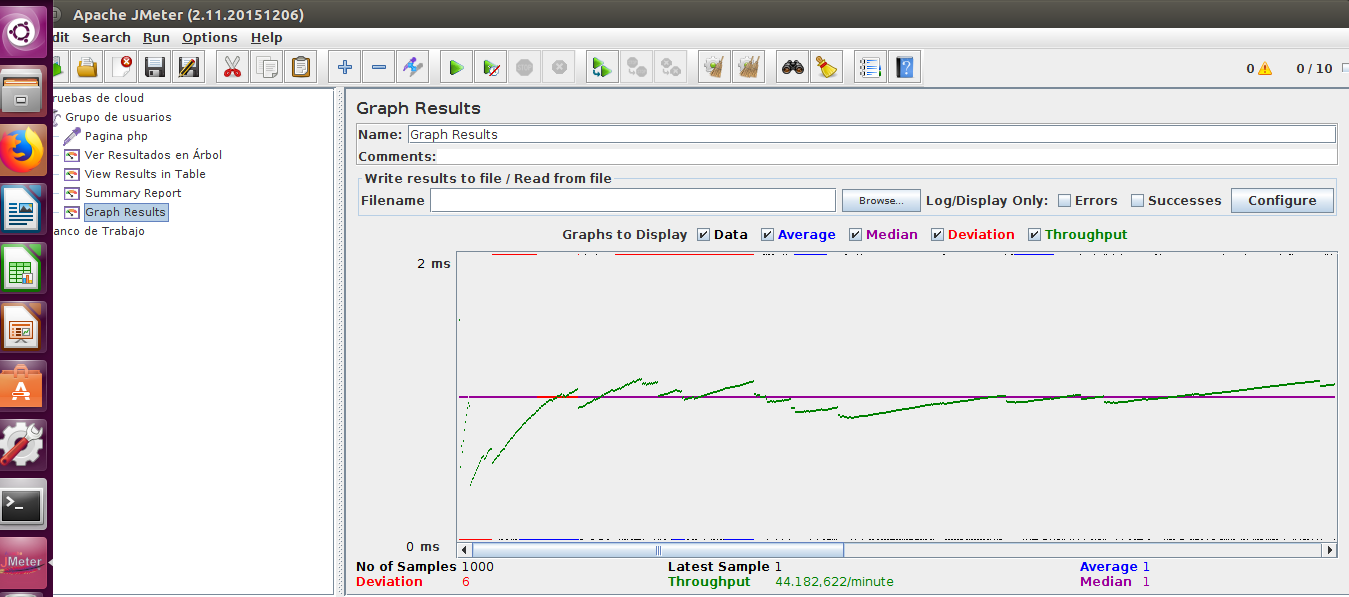 Apache JMeter (2.11.20151206)
dit Search Run Options Help
0 0 / 10
ruebas de cloud
Grupo de usuarios
Pagina php
Ver Resultados en Árbol
View Results in Table
Summary Report
Graph Results
anco de Trabajo
Graph Results
Name: Graph Results
Comments:
Write results to file / Read from file
Filename Browse... Log/Display Only: Errors Successes Configure
Graphs to Display Data Average Median Deviation Throughput
2 ms
0 ms
No of Samples 1000 Latest Sample 1 Average 1
Deviation 6 Throughput 44.182,622/minute Median 1
JMeter